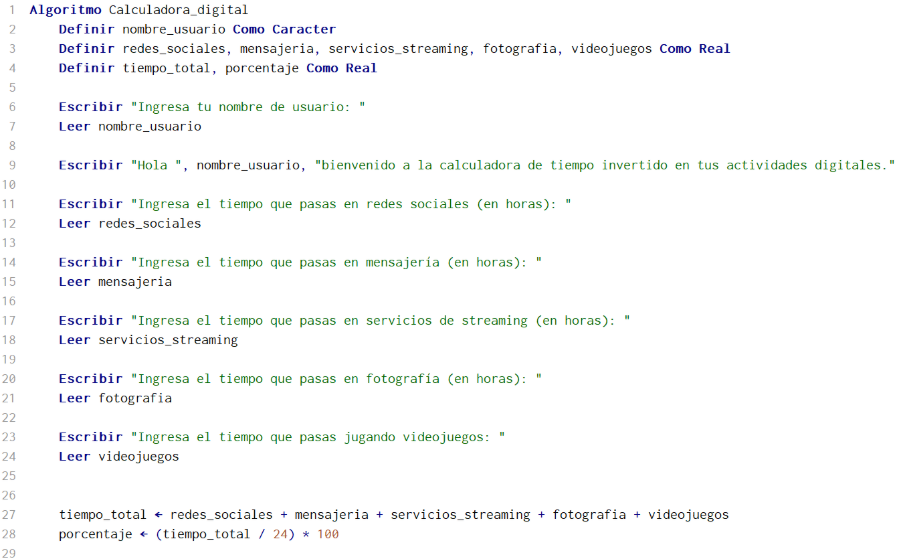 1 Algoritmo Calculadora_digital
2 Definir nombre_usuario Como Caracter
3 Definir redes_sociales, mensajeria, servicios_streaming, fotografia, videojuegos Como Real
4 Definir tiempo_total, porcentaje Como Real
5
6 Escribir "Ingresa tu nombre de usuario: "
7 Leer nombre_usuario
8
9 Escribir "Hola ", nombre_usuario, "bienvenido a la calculadora de tiempo invertido en tus actividades digitales."
10
11 Escribir "Ingresa el tiempo que pasas en redes sociales (en horas): "
12 Leer redes_sociales
13
14 Escribir "Ingresa el tiempo que pasas en mensajería (en horas): "
15 Leer mensajeria
16
17 Escribir "Ingresa el tiempo que pasas en servicios de streaming (en horas): "
18 Leer servicios_streaming
19
20 Escribir "Ingresa el tiempo que pasas en fotografía (en horas): "
21 Leer fotografia
22
23 Escribir "Ingresa el tiempo que pasas jugando videojuegos: "
24 Leer videojuegos
25
26
27 tiempo_total ← redes_sociales + mensajeria + servicios_streaming + fotografia + videojuegos
28 porcentaje ← (tiempo_total / 24) * 100
29